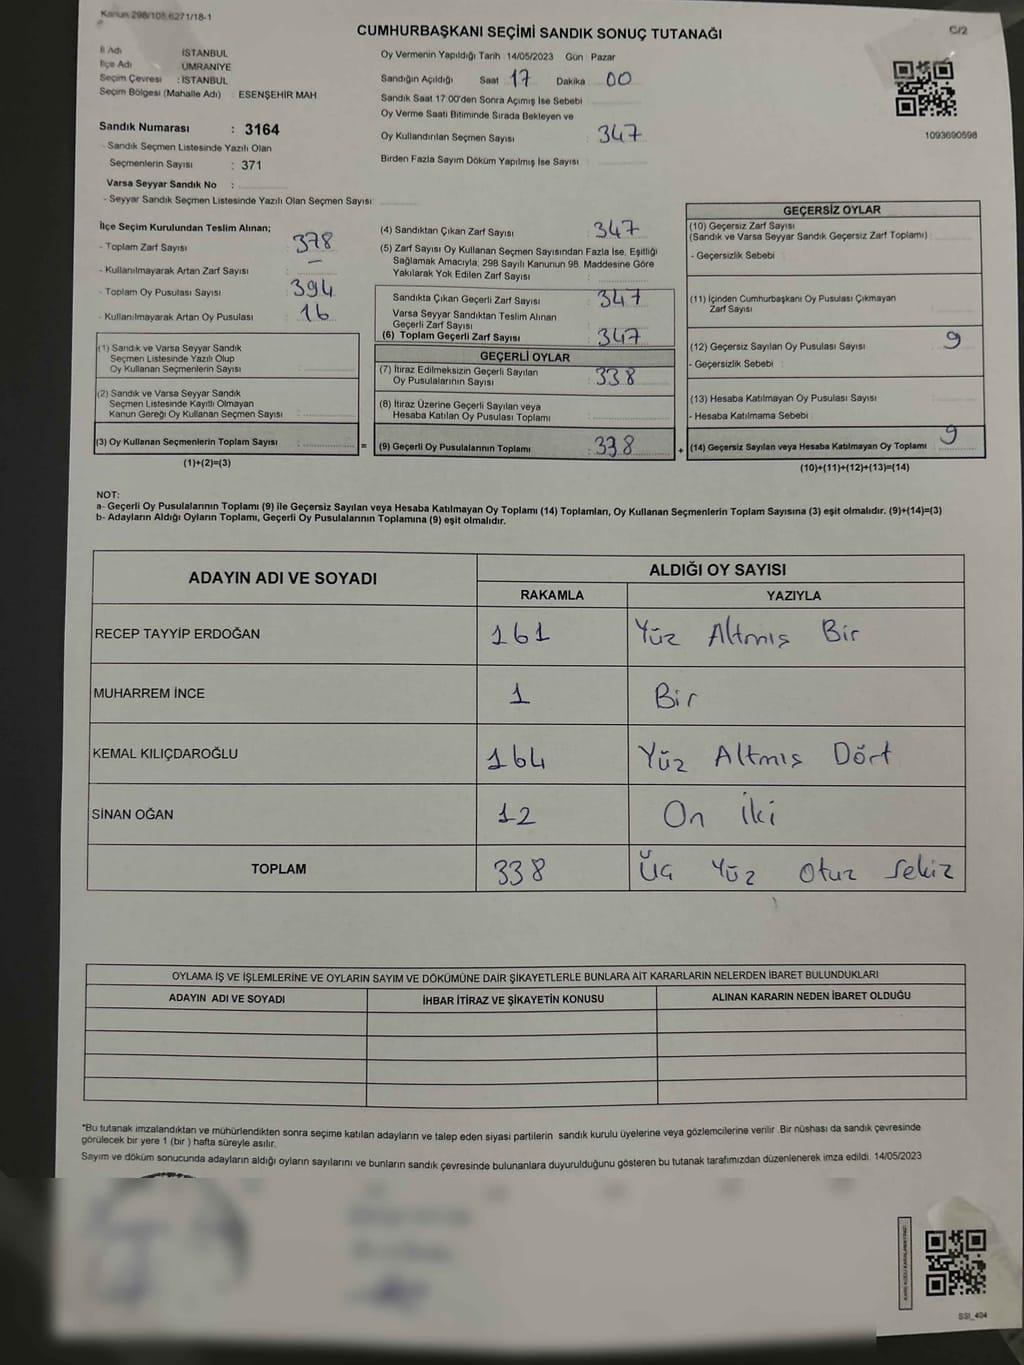 Kanun 298/105 6271/18-1
C/2
CUMHURBAŞKANI SEÇİMİ SANDIK SONUÇ TUTANAĞI
İl Adı İSTANBUL
İlçe Adı ÜMRANİYE
Seçim Çevresi : İSTANBUL
Seçim Bölgesi (Mahalle Adı) ESENŞEHİR MAH.
Sandık Numarası : 3164
- Sandık Seçmen Listesinde Yazılı Olan
Seçmenlerin Sayısı : 371
Varsa Seyyar Sandık No :
- Seyyar Sandık Seçmen Listesinde Yazılı Olan Seçmen Sayısı:
Oy Vermenin Yapıldığı Tarih 14/05/2023 Gün Pazar
Sandığın Açıldığı Saat 17 Dakika 00
Sandık Saat 17:00'den Sonra Açımış İse Sebebi
Oy Verme Saati Bitiminde Sırada Bekleyen ve
Oy Kullandırılan Seçmen Sayısı : 347
Birden Fazla Sayım Döküm Yapılmış İse Sayısı :
1093690598
İlçe Seçim Kurulundan Teslim Alınan;
- Toplam Zarf Sayısı : 378
- Kullanılmayarak Artan Zarf Sayısı : —
- Toplam Oy Pusulası Sayısı : 394
- Kullanılmayarak Artan Oy Pusulası : 16
(1) Sandık ve Varsa Seyyar Sandık
Seçmen Listesinde Yazılı Olup
Oy Kullanan Seçmenlerin Sayısı :
(2) Sandık ve Varsa Seyyar Sandık
Seçmen Listesinde Kayıtlı Olmayan
Kanun Gereği Oy Kullanan Seçmen Sayısı :
(3) Oy Kullanan Seçmenlerin Toplam Sayısı :
(1)+(2)=(3)
=
(4) Sandıktan Çıkan Zarf Sayısı : 347
(5) Zarf Sayısı Oy Kullanan Seçmen Sayısından Fazla İse, Eşitliği
Sağlamak Amacıyla, 298 Sayılı Kanunun 98. Maddesine Göre
Yakılarak Yok Edilen Zarf Sayısı :
Sandıkta Çıkan Geçerli Zarf Sayısı : 347
Varsa Seyyar Sandıktan Teslim Alınan
Geçerli Zarf Sayısı :
(6) Toplam Geçerli Zarf Sayısı : 347
GEÇERLİ OYLAR
(7) İtiraz Edilmeksizin Geçerli Sayılan
Oy Pusulalarının Sayısı : 338
(8) İtiraz Üzerine Geçerli Sayılan veya
Hesaba Katılan Oy Pusulası Toplamı :
(9) Geçerli Oy Pusulalarının Toplamı : 338
+
GEÇERSİZ OYLAR
(10) Geçersiz Zarf Sayısı :
(Sandık ve Varsa Seyyar Sandık Geçersiz Zarf Toplamı)
- Geçersizlik Sebebi :
(11) İçinden Cumhurbaşkanı Oy Pusulası Çıkmayan
Zarf Sayısı :
(12) Geçersiz Sayılan Oy Pusulası Sayısı 9
- Geçersizlik Sebebi :
(13) Hesaba Katılmayan Oy Pusulası Sayısı
- Hesaba Katılmama Sebebi :
(14) Geçersiz Sayılan veya Hesaba Katılmayan Oy Toplamı 9
(10)+(11)+(12)+(13)=(14)
NOT:
a- Geçerli Oy Pusulalarının Toplamı (9) ile Geçersiz Sayılan veya Hesaba Katılmayan Oy Toplamı (14) Toplamları, Oy Kullanan Seçmenlerin Toplam Sayısına (3) eşit olmalıdır. (9)+(14)=(3)
b- Adayların Aldığı Oyların Toplamı, Geçerli Oy Pusulalarının Toplamına (9) eşit olmalıdır.
ADAYIN ADI VE SOYADI ALDIĞI OY SAYISI
RAKAMLA YAZIYLA
RECEP TAYYİP ERDOĞAN 161 Yüz Altmış Bir
MUHARREM İNCE 1 Bir
KEMAL KILIÇDAROĞLU 164 Yüz Altmış Dört
SİNAN OĞAN 12 On İki
TOPLAM 338 Üç Yüz Otuz Sekiz
OYLAMA İŞ VE İŞLEMLERİNE VE OYLARIN SAYIM VE DÖKÜMÜNE DAİR ŞİKAYETLERLE BUNLARA AİT KARARLARIN NELERDEN İBARET BULUNDUKLARI
ADAYIN ADI VE SOYADI İHBAR İTİRAZ VE ŞİKAYETİN KONUSU ALINAN KARARIN NEDEN İBARET OLDUĞU
*Bu tutanak imzalandıktan ve mühürlendikten sonra seçime katılan adayların ve talep eden siyasi partilerin sandık kurulu üyelerine veya gözlemcilerine verilir .Bir nüshası da sandık çevresinde
görülecek bir yere 1 (bir ) hafta süreyle asılır.
Sayım ve döküm sonucunda adayların aldığı oyların sayılarını ve bunların sandık çevresinde bulunanlara duyurulduğunu gösteren bu tutanak tarafımızdan düzenlenerek imza edildi. 14/05/2023
SSI_404